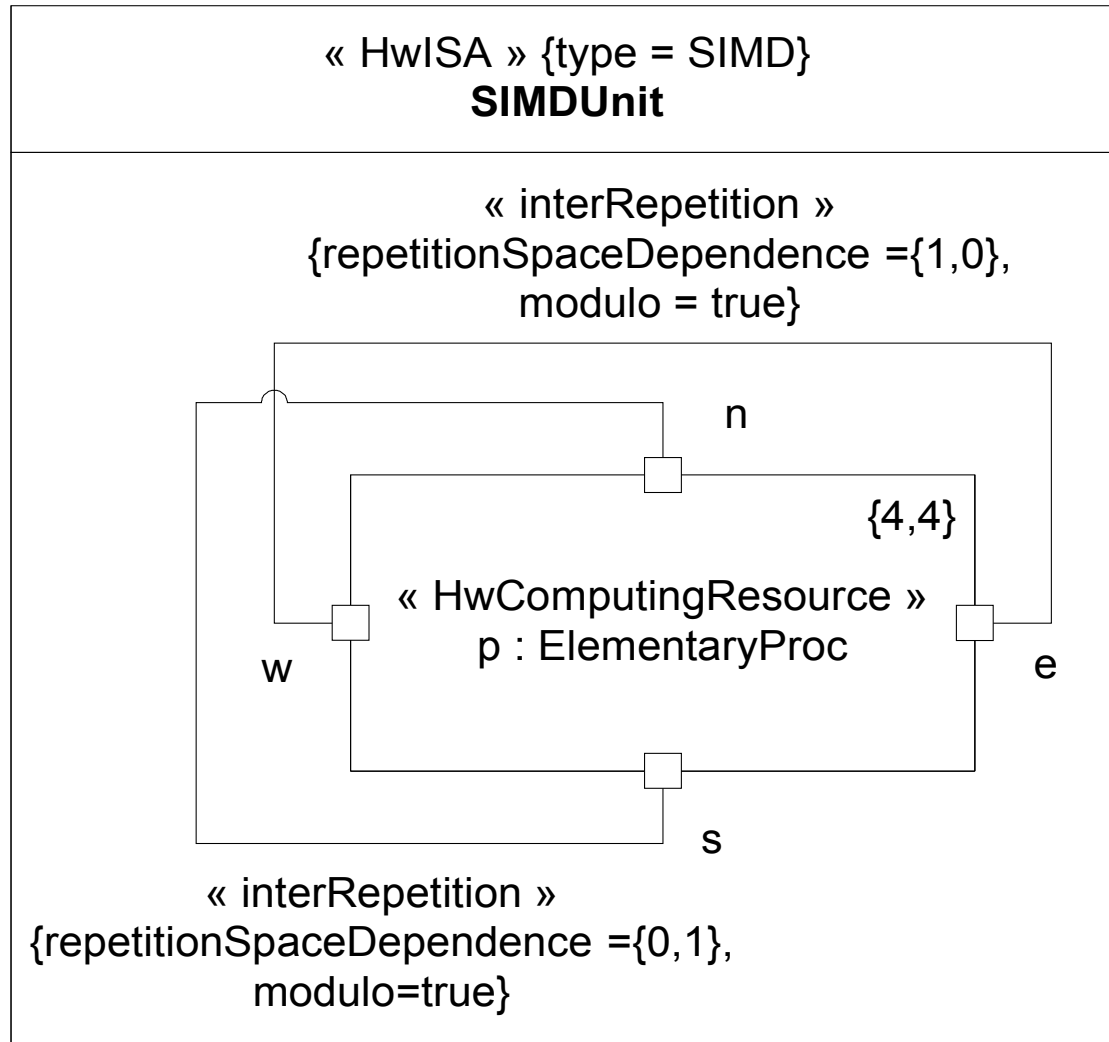 « HwISA » {type = SIMD}
SIMDUnit
« interRepetition »
{repetitionSpaceDependence ={1,0},
modulo = true}
n
{4,4}
« HwComputingResource »
p : ElementaryProc
w
e
s
« interRepetition »
{repetitionSpaceDependence ={0,1},
modulo=true}